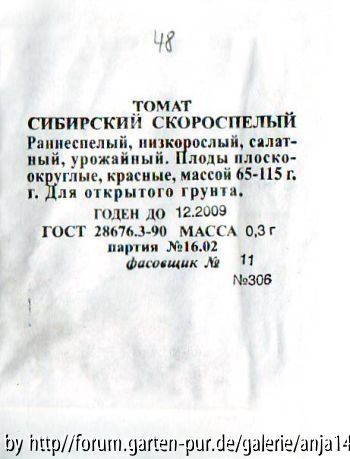 48
ТОМАТ
СИБИРСКИЙ СКОРОСПЕЛЫЙ
Раннеспелый, низкорослый, салат-
ный, урожайный. Плоды плоско-
округлые, красные, массой 65-115 г.
г. Для открытого грунта.
ГОДЕН ДО 12.2009
ГОСТ 28676.3-90 МАССА 0,3 г
партия №16.02
фасовщик № 11
№306
by http//forum.garten-pur.de/galerie/anja14